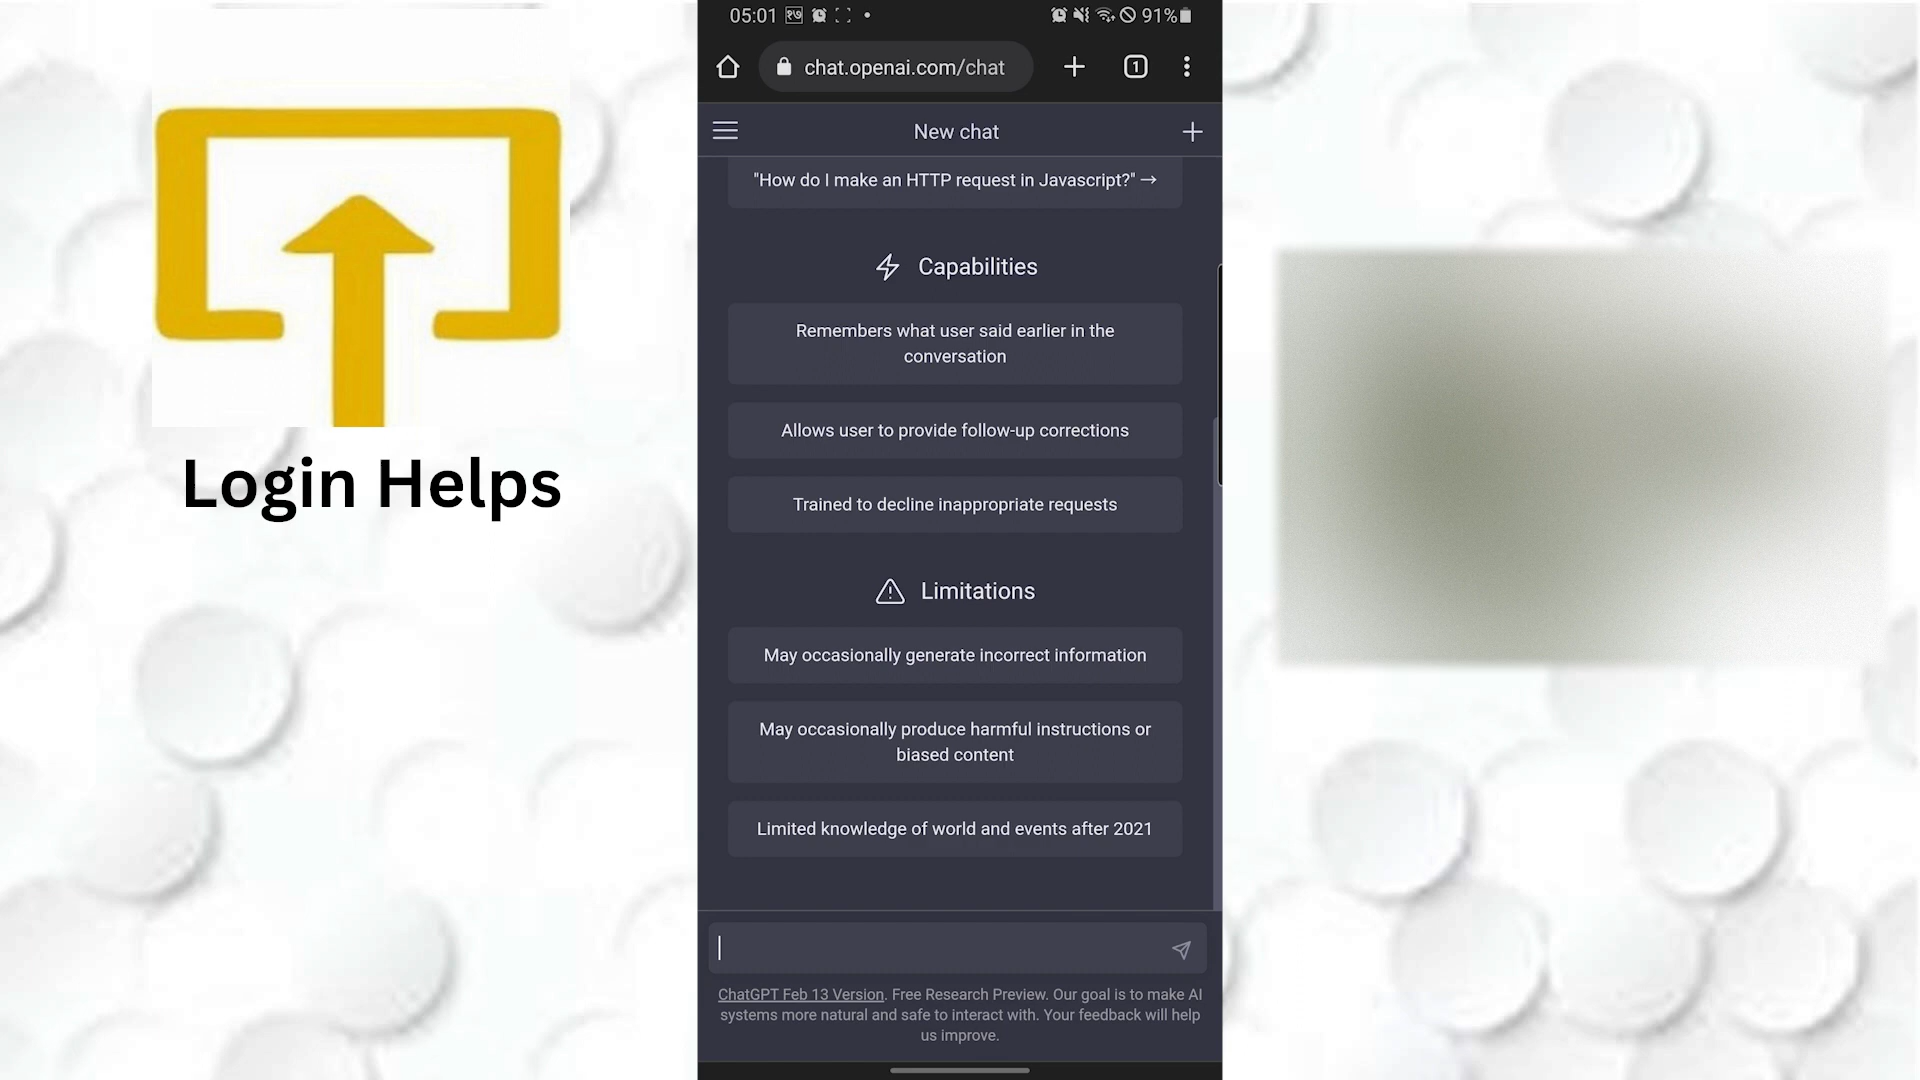 Login Helps
05:01
91%
chat.openai.com/chat
1
New chat
"How do I make an HTTP request in Javascript?" →
Capabilities
Remembers what user said earlier in the
conversation
Allows user to provide follow-up corrections
Trained to decline inappropriate requests
Limitations
May occasionally generate incorrect information
May occasionally produce harmful instructions or
biased content
Limited knowledge of world and events after 2021
ChatGPT Feb 13 Version. Free Research Preview. Our goal is to make AI
systems more natural and safe to interact with. Your feedback will help
us improve.